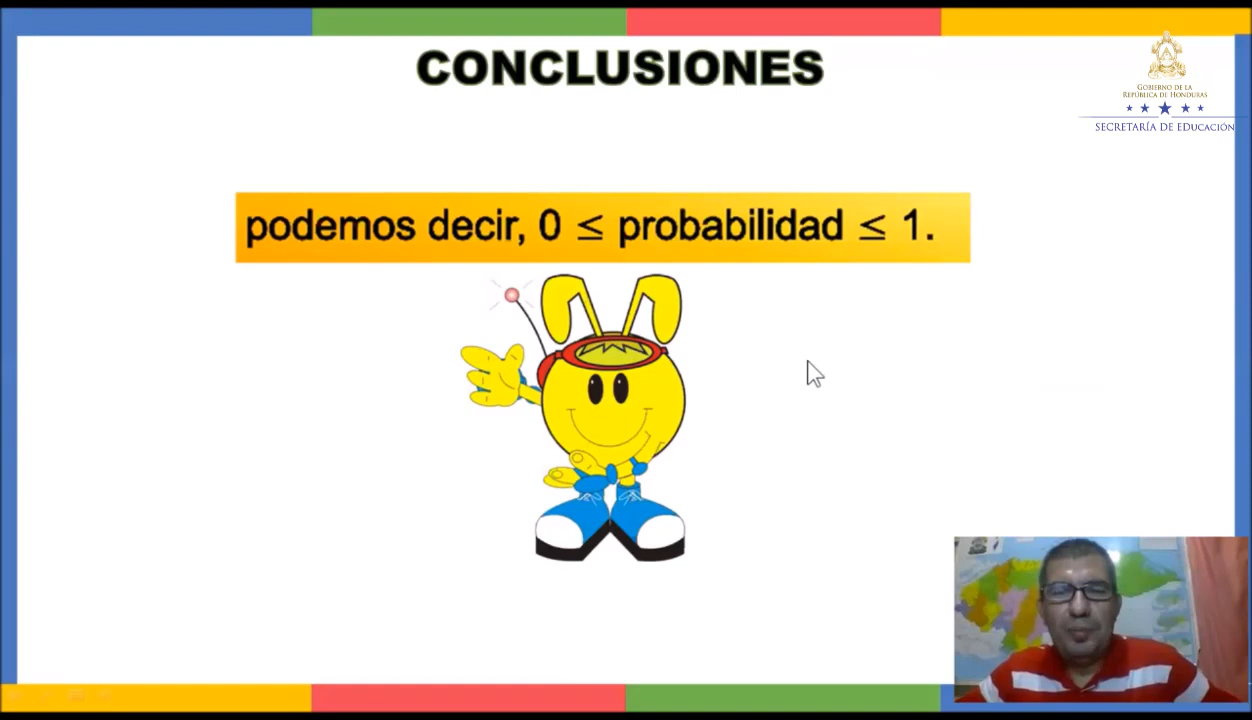 CONCLUSIONES
GOBIERNO DE LA
REPÚBLICA DE HONDURAS
SECRETARÍA DE EDUCACIÓN
podemos decir, 0 ≤ probabilidad ≤ 1.